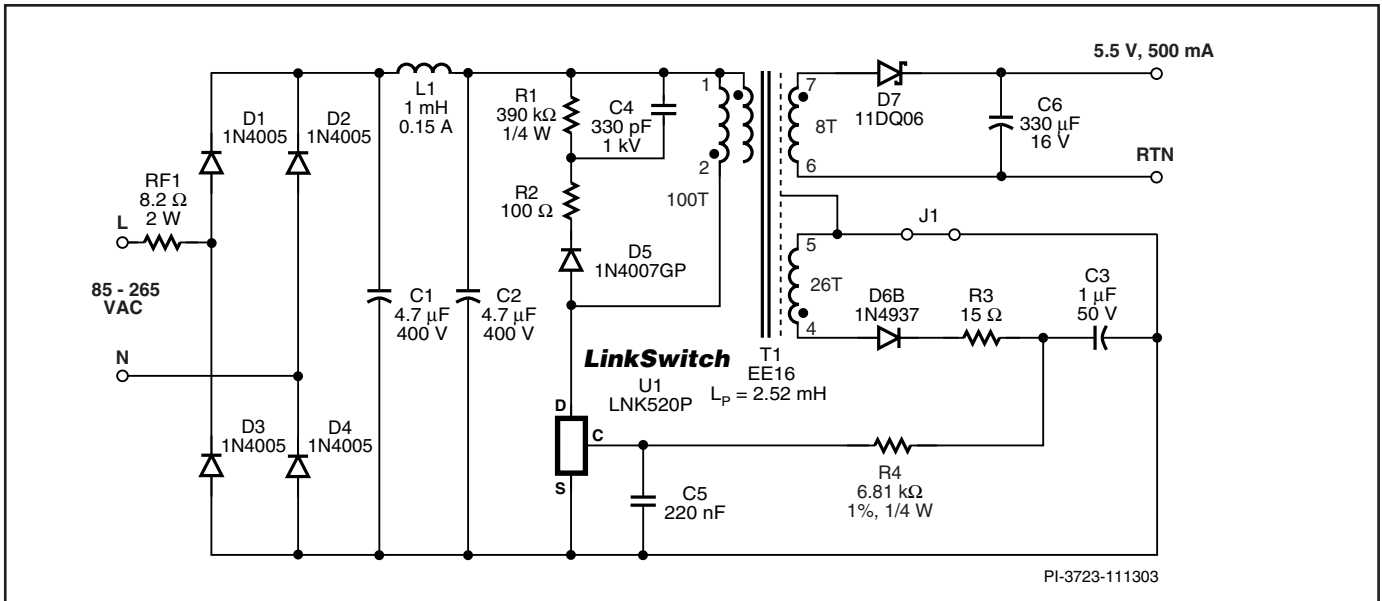 5.5 V, 500 mA
L1
1 mH
0.15 A
D1
1N4005
D2
1N4005
R1
390 kΩ
1/4 W
C4
330 pF
1 kV
1
2
100T
7
8T
6
D7
11DQ06
C6
330 µF
16 V
RTN
RF1
8.2 Ω
2 W
L
85 - 265
VAC
N
R2
100 Ω
D5
1N4007GP
C1
4.7 µF
400 V
C2
4.7 µF
400 V
5
26T
4
J1
D6B
1N4937
R3
15 Ω
C3
1 µF
50 V
LinkSwitch
U1
LNK520P
T1
EE16
LP = 2.52 mH
D3
1N4005
D4
1N4005
D
C
S
C5
220 nF
R4
6.81 kΩ
1%, 1/4 W
PI-3723-111303